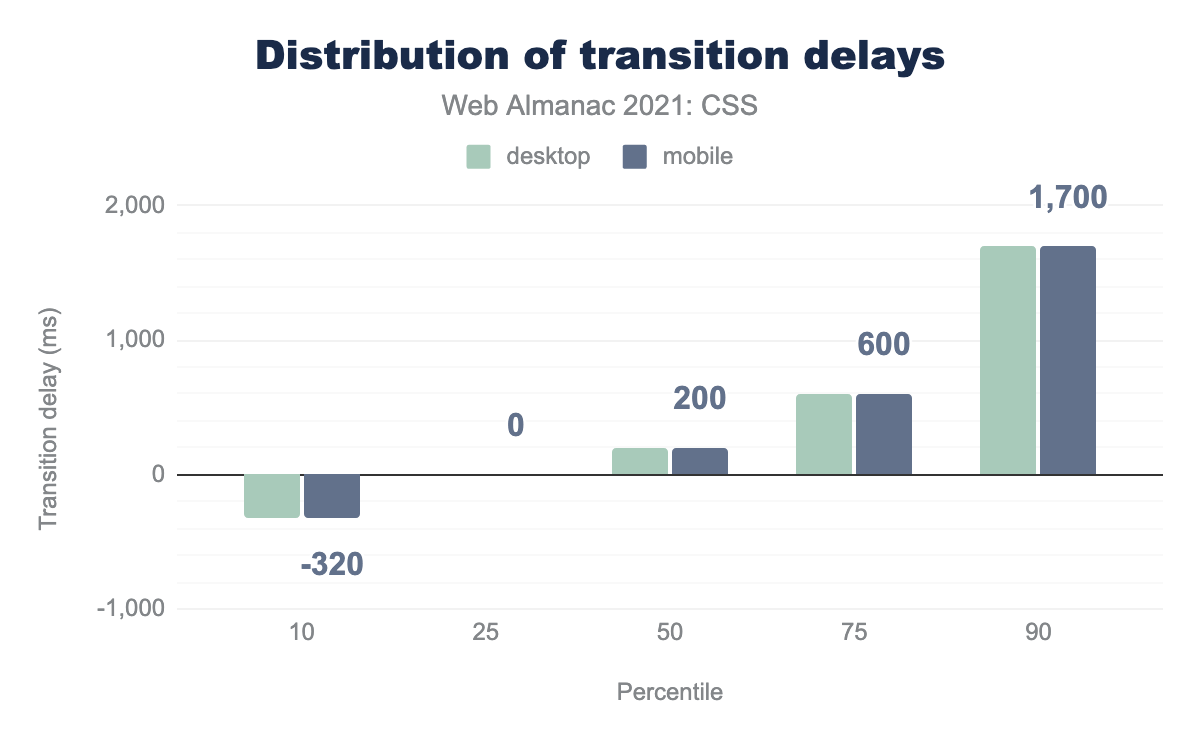 Distribution of transition delays
Web Almanac 2021: CSS
desktop mobile
2,000
1,000
0
-1,000
Transition delay (ms)
-320
0
200
600
1,700
10 25 50 75 90
Percentile